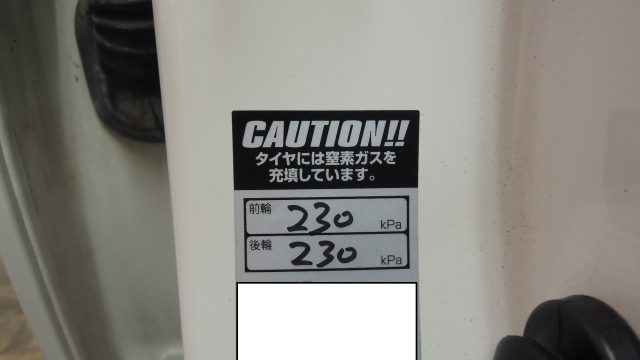 CAUTION!!
タイヤには窒素ガスを
充填しています。
前輪 230 kPa
後輪 230 kPa